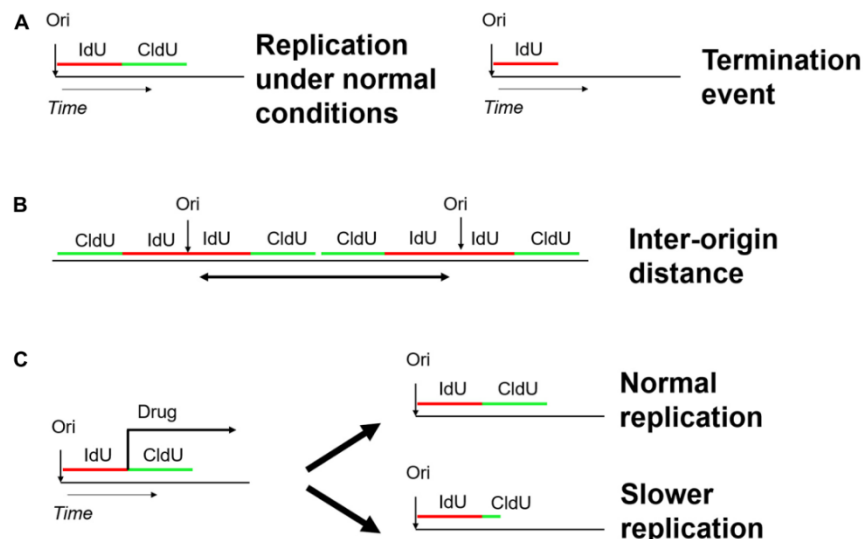 A
Ori
IdU CldU
Time
Replication
under normal
conditions
Ori
IdU
Time
Termination
event
B
Ori Ori
CldU IdU IdU CldU CldU IdU IdU CldU
Inter-origin
distance
C
Ori
Drug
IdU CldU
Time
Ori
IdU CldU
Normal
replication
Ori
IdU CldU
Slower
replication